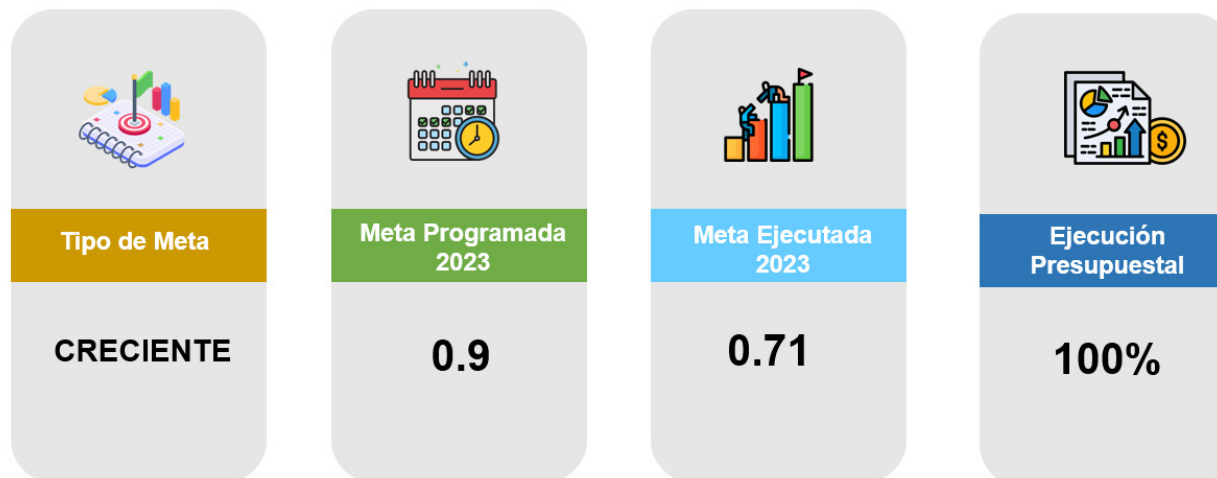 Tipo de Meta
CRECIENTE
Meta Programada
2023
0.9
Meta Ejecutada
2023
0.71
$
Ejecución
Presupuestal
100%